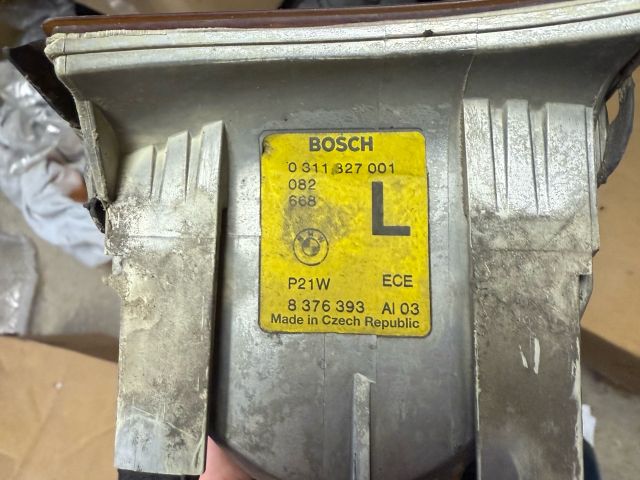 BOSCH
0 311 327 001
082
668
L
P21W ECE
8 376 393 AI 03
Made in Czech Republic